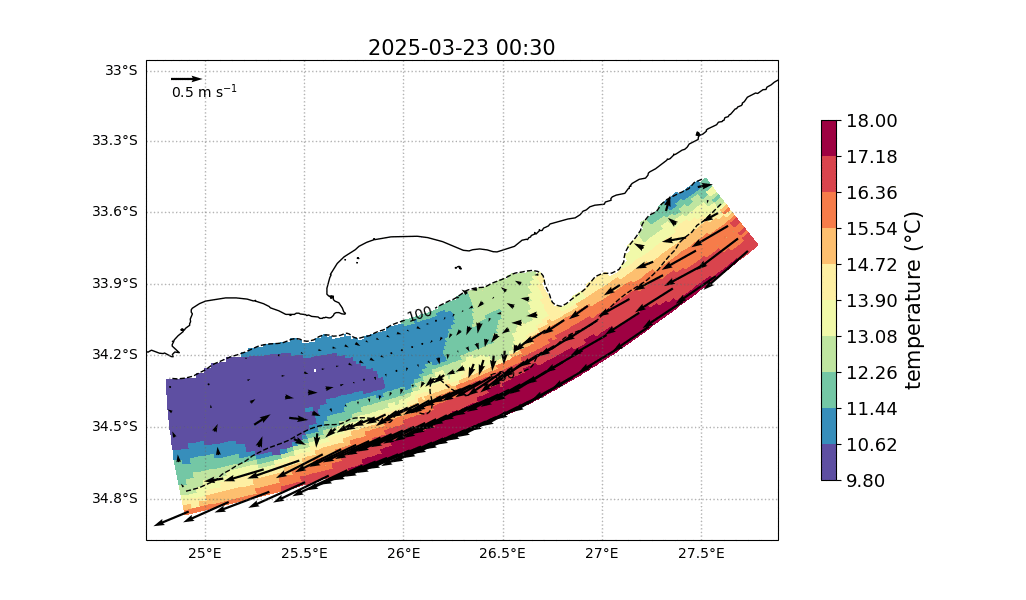 2025-03-23 00:30
33°S
33.3°S
33.6°S
33.9°S
34.2°S
34.5°S
34.8°S
0.5 m s⁻¹
100
25°E
25.5°E
26°E
26.5°E
27°E
27.5°E
18.00
17.18
16.36
15.54
14.72
13.90
13.08
12.26
11.44
10.62
9.80
temperature (°C)